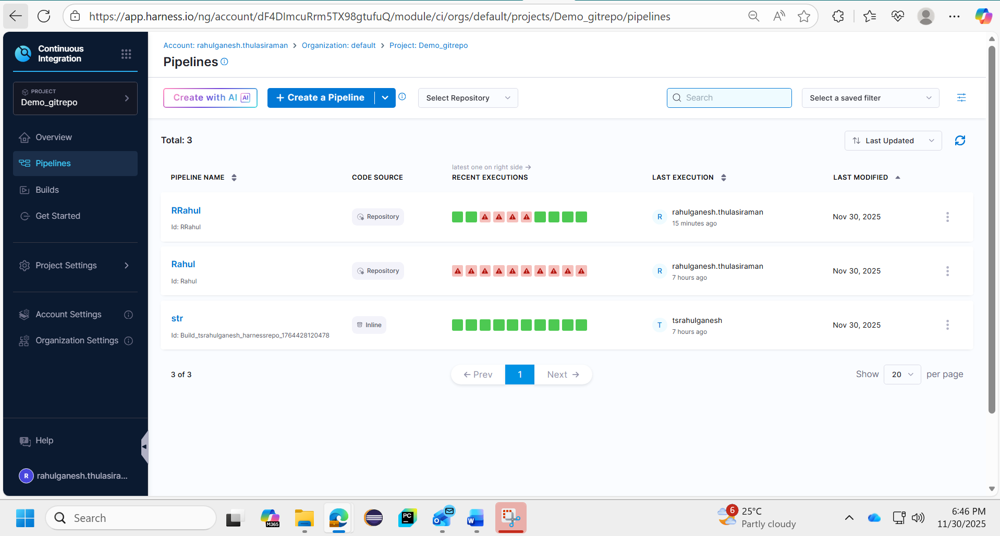 https://app.harness.io/ng/account/dF4DImcuRrm5TX98gtufuQ/module/ci/orgs/default/projects/Demo_gitrepo/pipelines
Continuous
Integration
PROJECT
Demo_gitrepo
Overview
Pipelines
Builds
Get Started
Project Settings
Account Settings
Organization Settings
Help
R rahulganesh.thulasira...
Account: rahulganesh.thulasiraman > Organization: default > Project: Demo_gitrepo
Pipelines
Create with AI AI
+ Create a Pipeline
Select Repository
Search
Select a saved filter
Total: 3
Last Updated
latest one on right side →
PIPELINE NAME CODE SOURCE RECENT EXECUTIONS LAST EXECUTION LAST MODIFIED
RRahul
Id: RRahul
Repository
R rahulganesh.thulasiraman
15 minutes ago
Nov 30, 2025
Rahul
Id: Rahul
Repository
R rahulganesh.thulasiraman
7 hours ago
Nov 30, 2025
str
Id: Build_tsrahulganesh_harnessrepo_1764428120478
Inline
T tsrahulganesh
7 hours ago
Nov 30, 2025
3 of 3
← Prev 1 Next →
Show 20 per page
Search
M365
PC
O
W
6
25°C
Partly cloudy
6:46 PM
11/30/2025